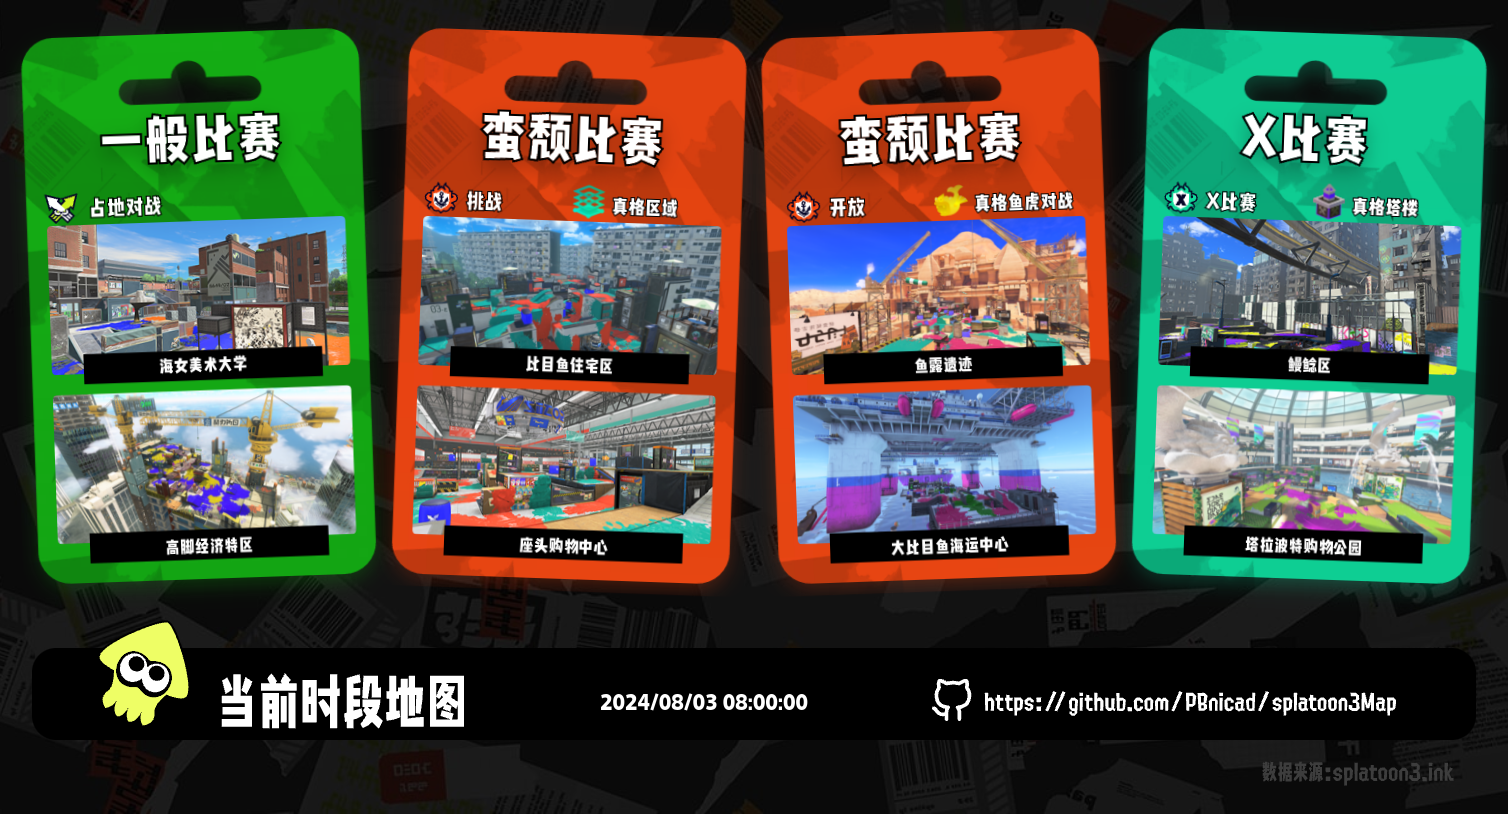 一般比赛
占地对战
海女美术大学
高脚经济特区
蛮颓比赛
挑战
真格区域
比目鱼住宅区
座头购物中心
蛮颓比赛
开放
真格鱼虎对战
鱼露遗迹
大比目鱼海运中心
X比赛
X比赛
真格塔楼
鳗鲶区
塔拉波特购物公园
当前时段地图
2024/08/03 08:00:00
https://github.com/PBnicad/splatoon3Map
数据来源:splatoon3.ink